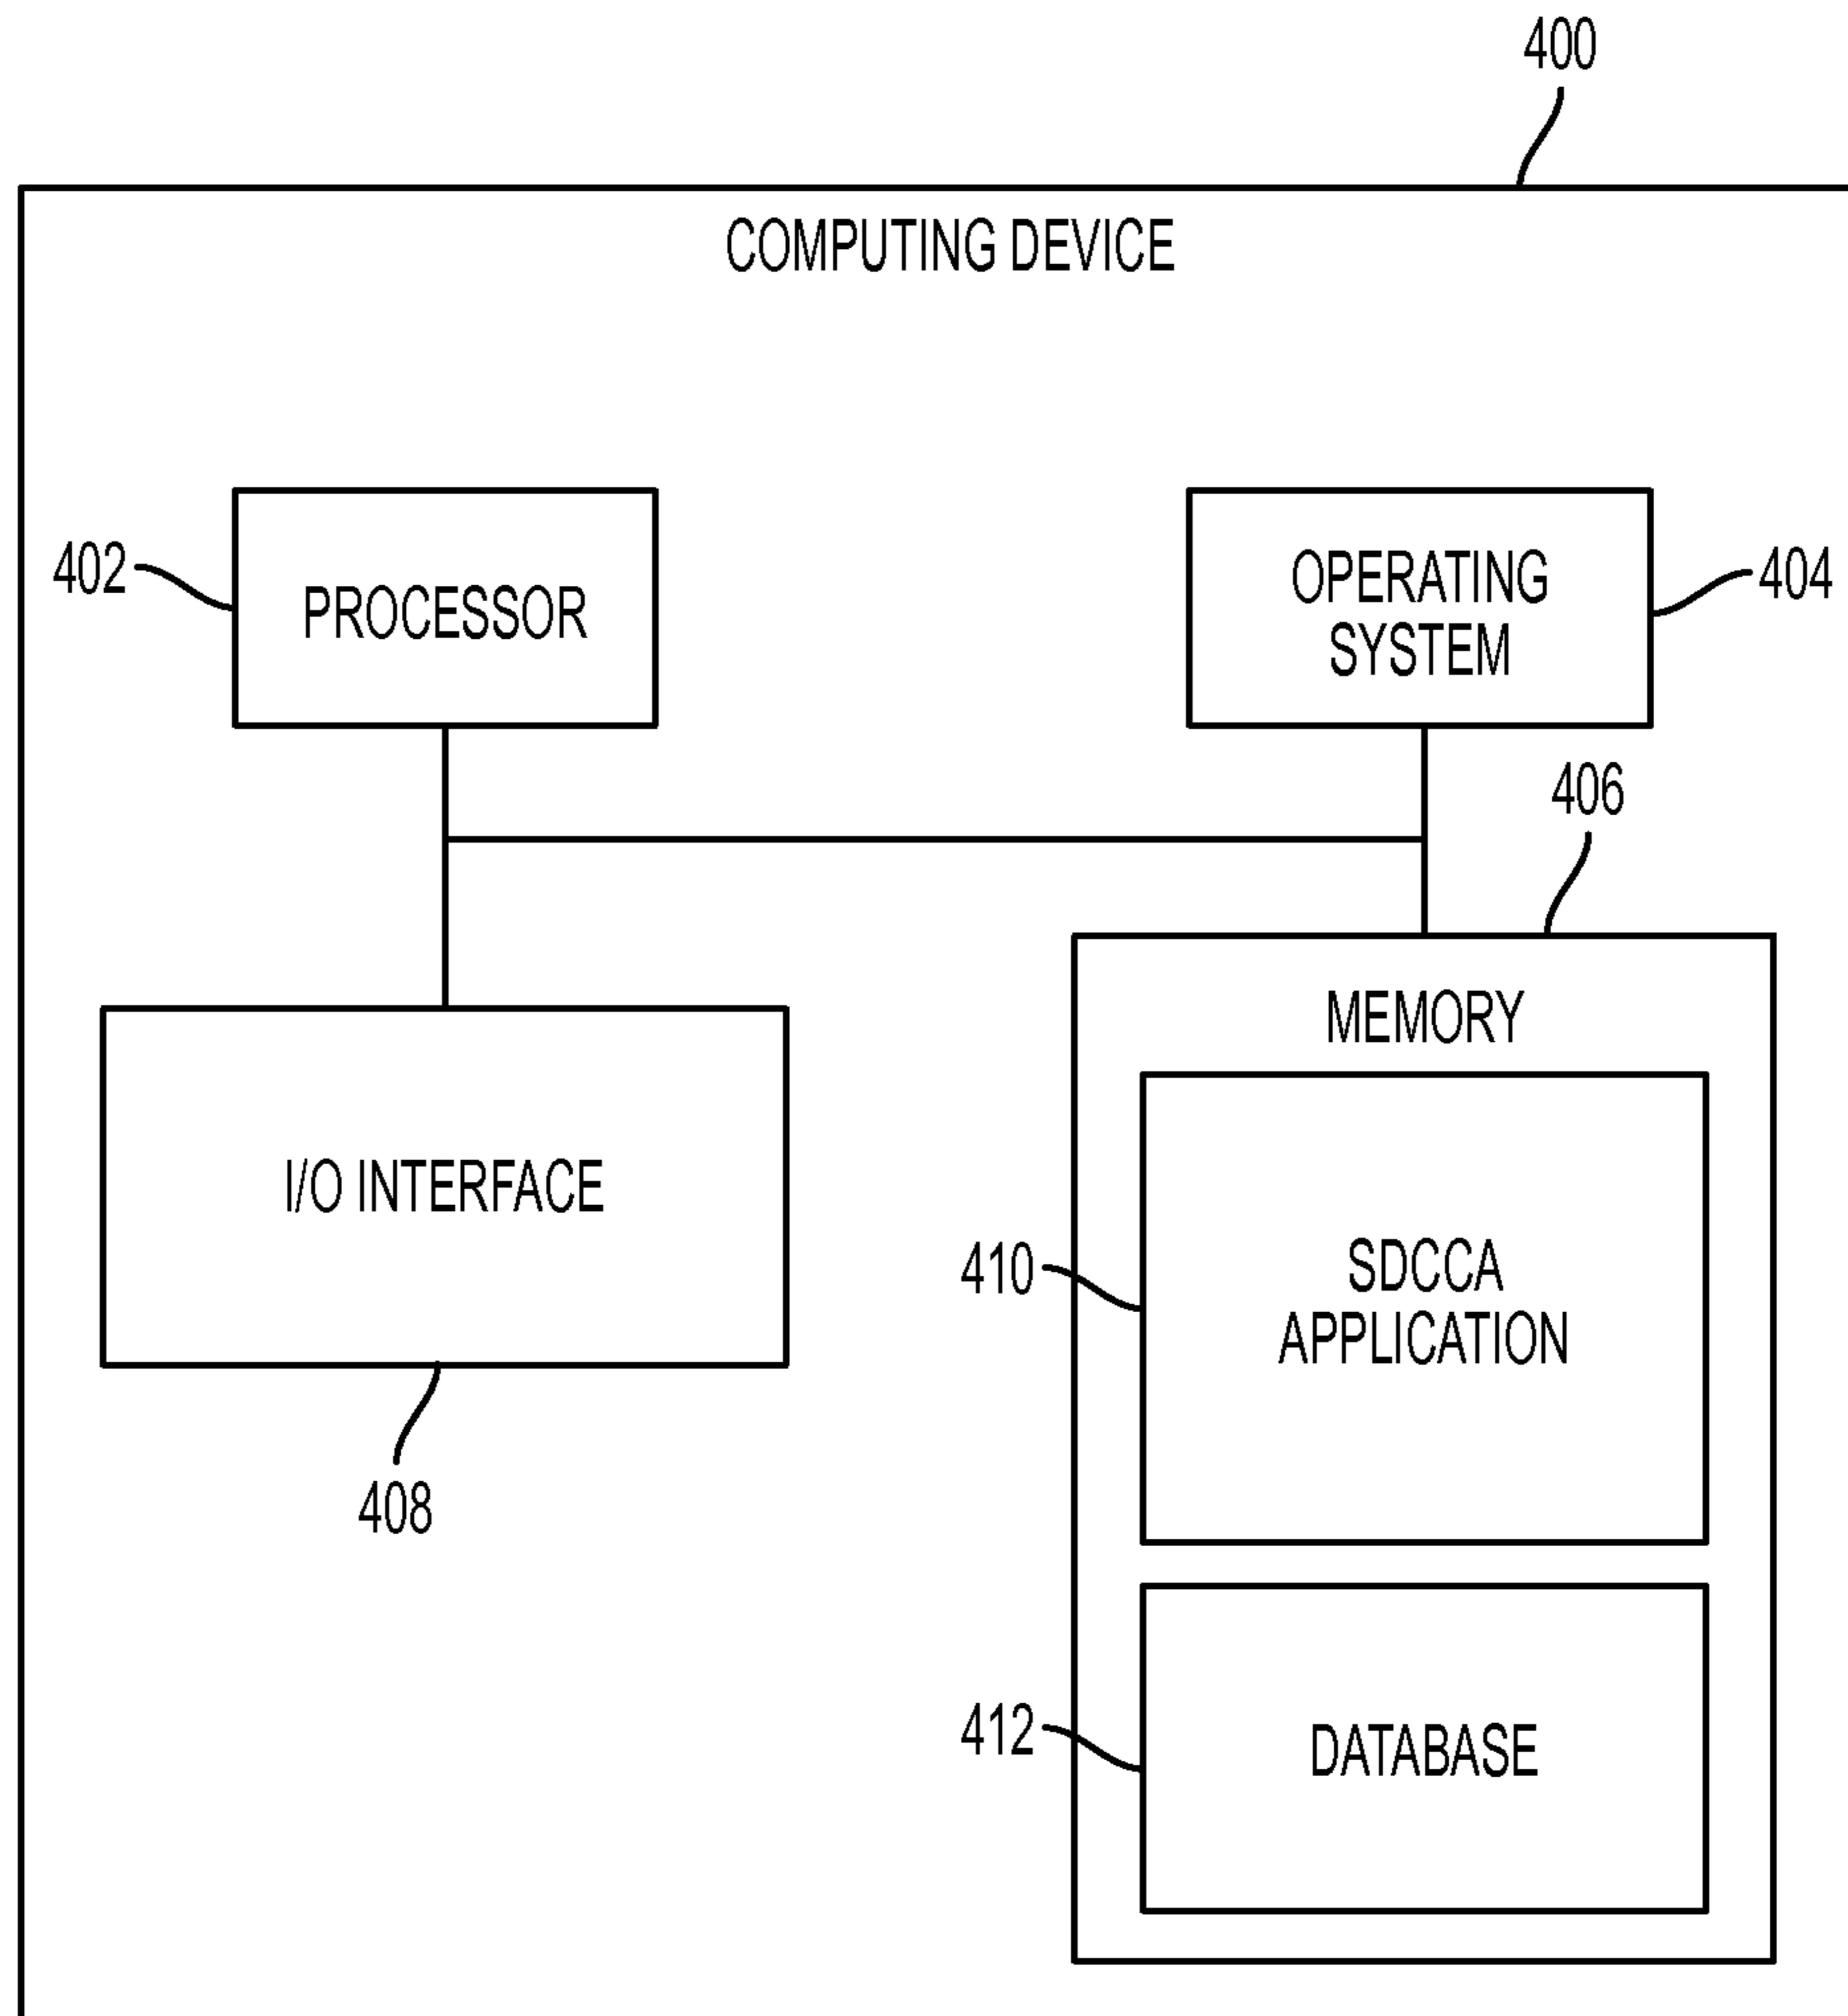 400
COMPUTING DEVICE
402
PROCESSOR
OPERATING
SYSTEM
404
406
MEMORY
I/O INTERFACE
408
410
SDCCA
APPLICATION
412
DATABASE